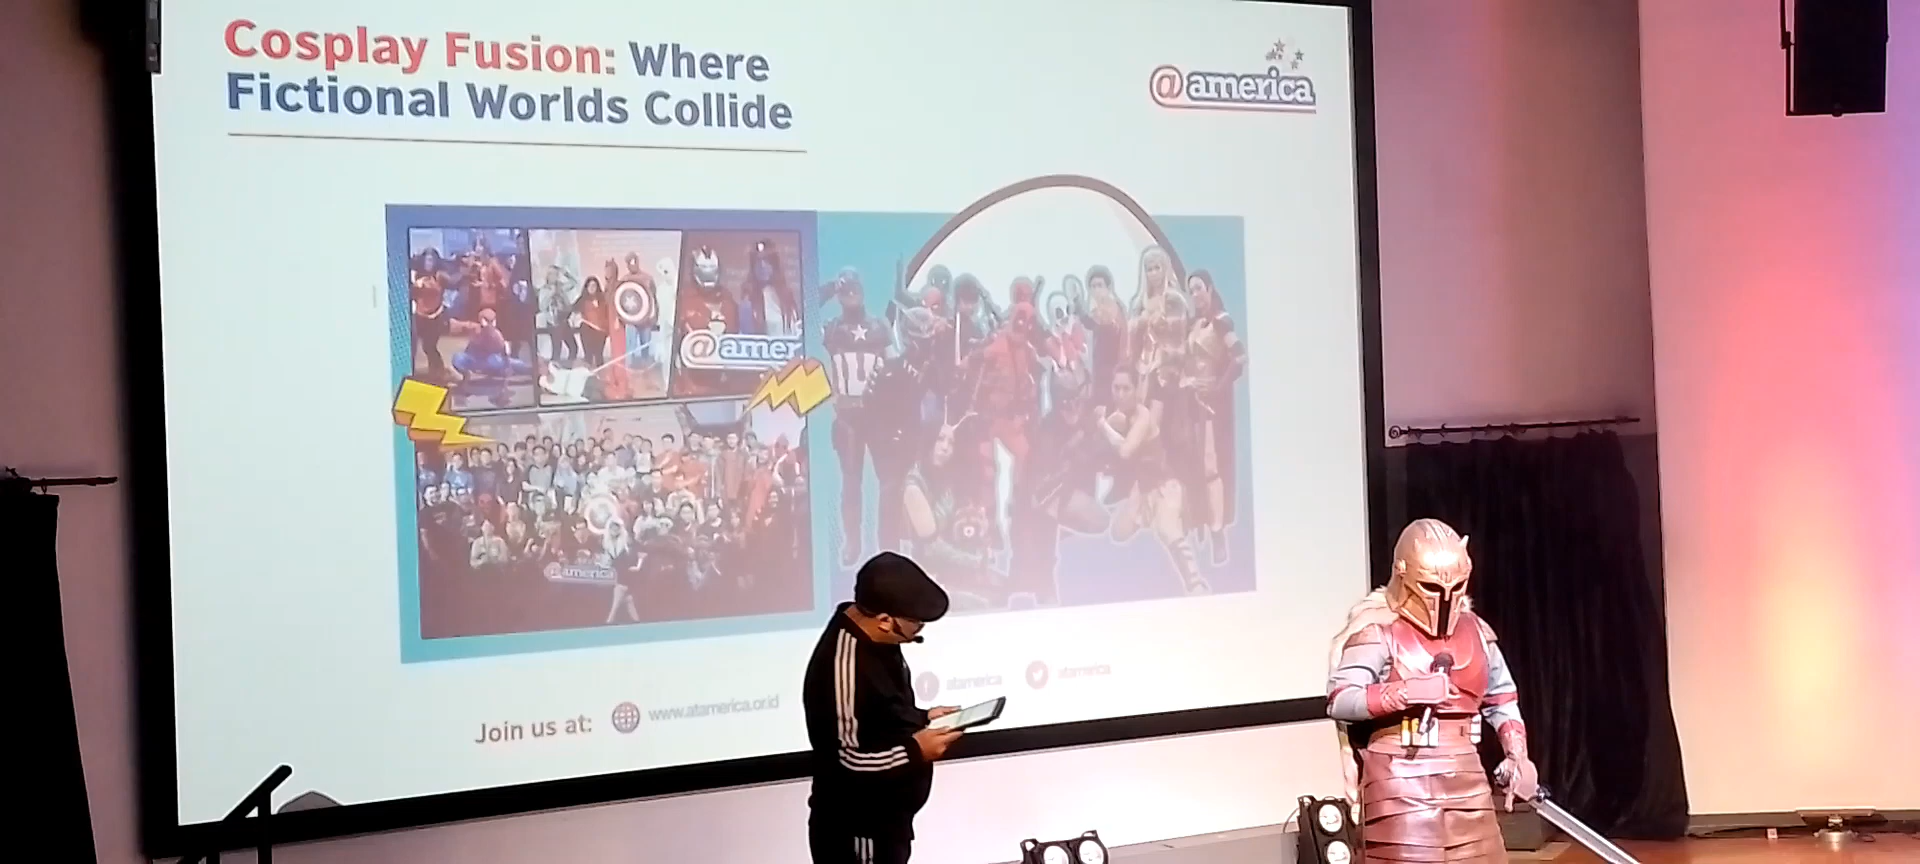 Cosplay Fusion: Where
Fictional Worlds Collide
@america
@amer
@america
Join us at:
www.atamerica.or.id
atamerica
atamerica